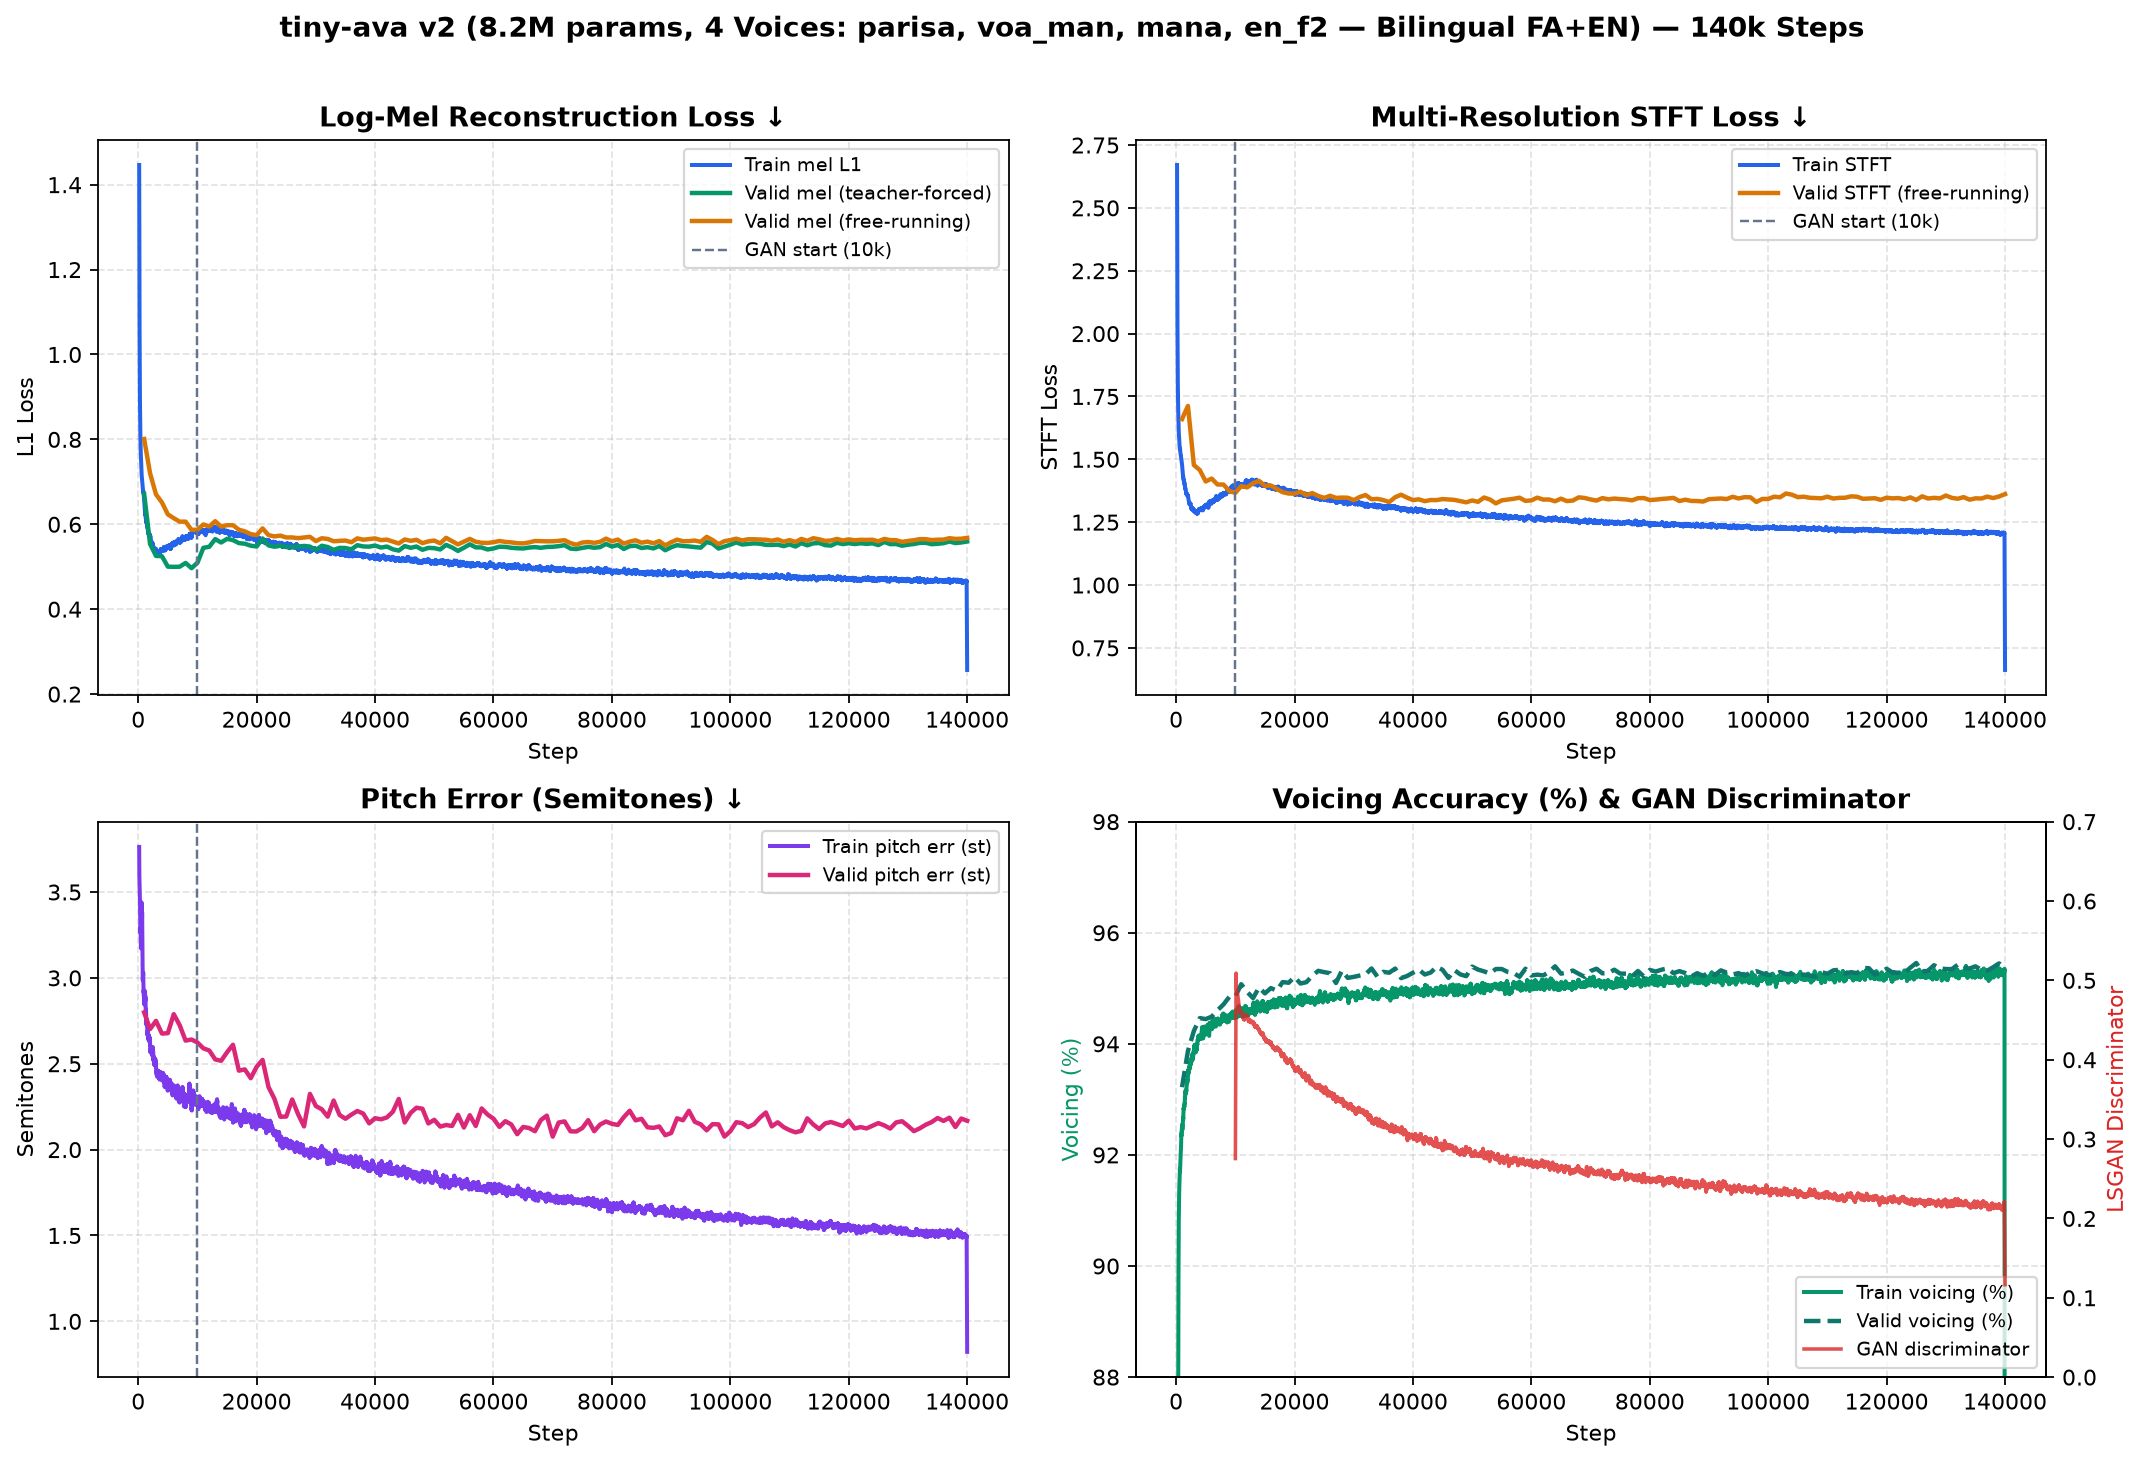 tiny-ava v2 (8.2M params, 4 Voices: parisa, voa_man, mana, en_f2 — Bilingual FA+EN) — 140k Steps
Log-Mel Reconstruction Loss ↓
L1 Loss
1.4
1.2
1.0
0.8
0.6
0.4
0.2
Train mel L1
Valid mel (teacher-forced)
Valid mel (free-running)
GAN start (10k)
0 20000 40000 60000 80000 100000 120000 140000
Step
Multi-Resolution STFT Loss ↓
STFT Loss
2.75
2.50
2.25
2.00
1.75
1.50
1.25
1.00
0.75
Train STFT
Valid STFT (free-running)
GAN start (10k)
0 20000 40000 60000 80000 100000 120000 140000
Step
Pitch Error (Semitones) ↓
Semitones
3.5
3.0
2.5
2.0
1.5
1.0
Train pitch err (st)
Valid pitch err (st)
0 20000 40000 60000 80000 100000 120000 140000
Step
Voicing Accuracy (%) & GAN Discriminator
Voicing (%)
98
96
94
92
90
88
0.7
0.6
0.5
0.4
0.3
0.2
0.1
0.0
LSGAN Discriminator
Train voicing (%)
Valid voicing (%)
GAN discriminator
0 20000 40000 60000 80000 100000 120000 140000
Step